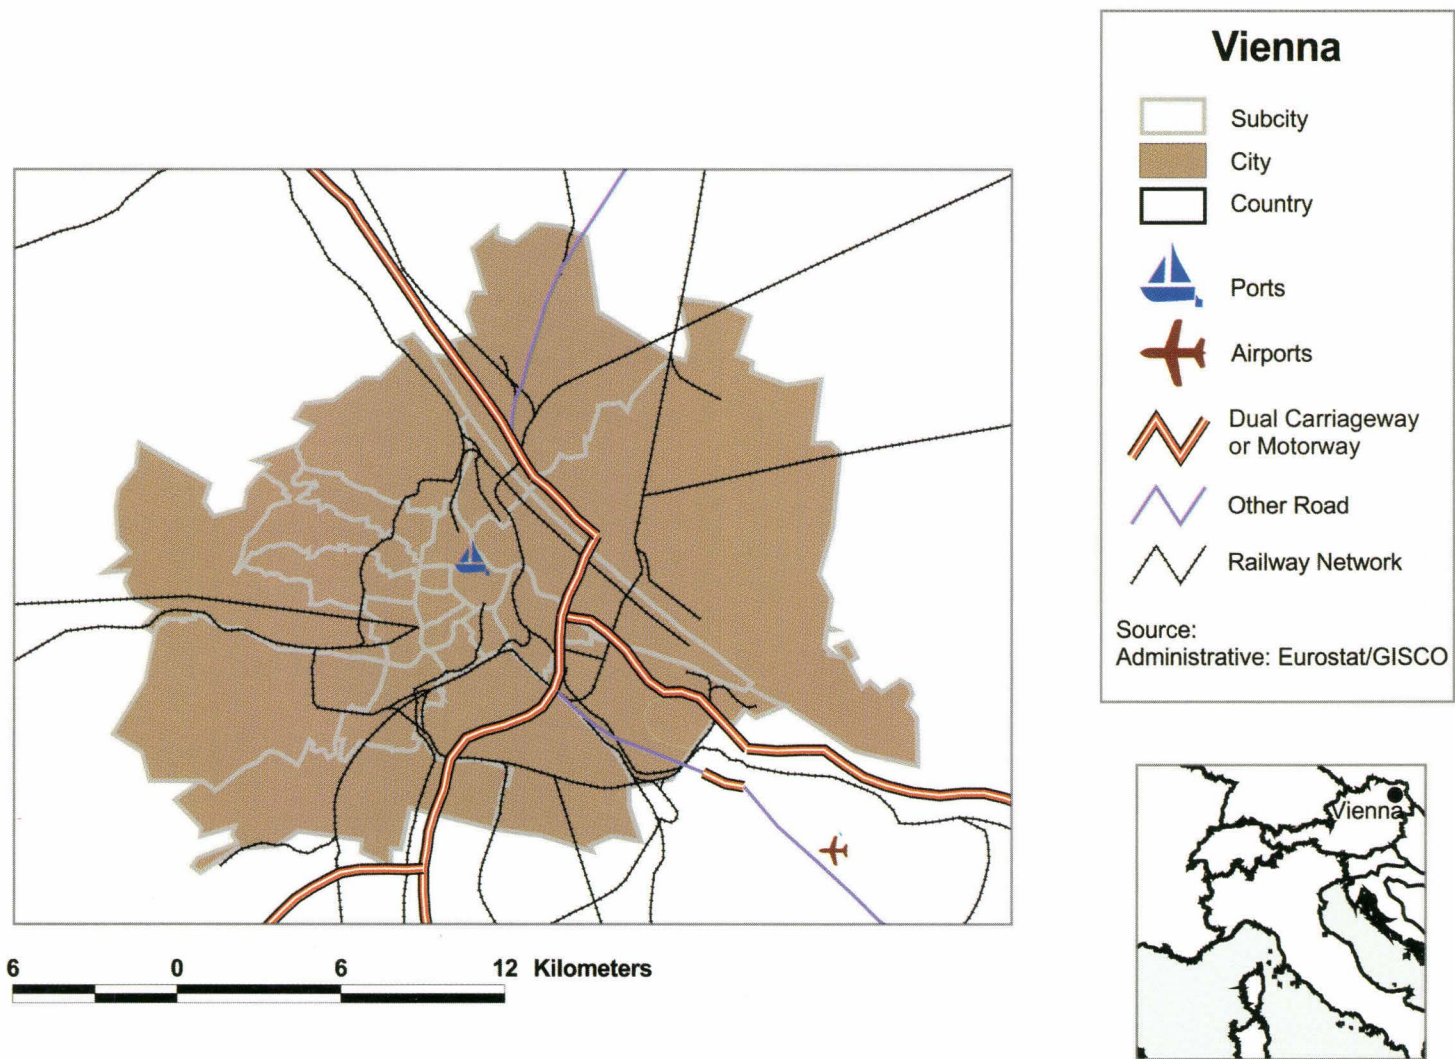 Vienna
Subcity
City
Country
Ports
Airports
Dual Carriageway
or Motorway
Other Road
Railway Network
Source:
Administrative: Eurostat/GISCO
6 0 6 12 Kilometers
Vienna